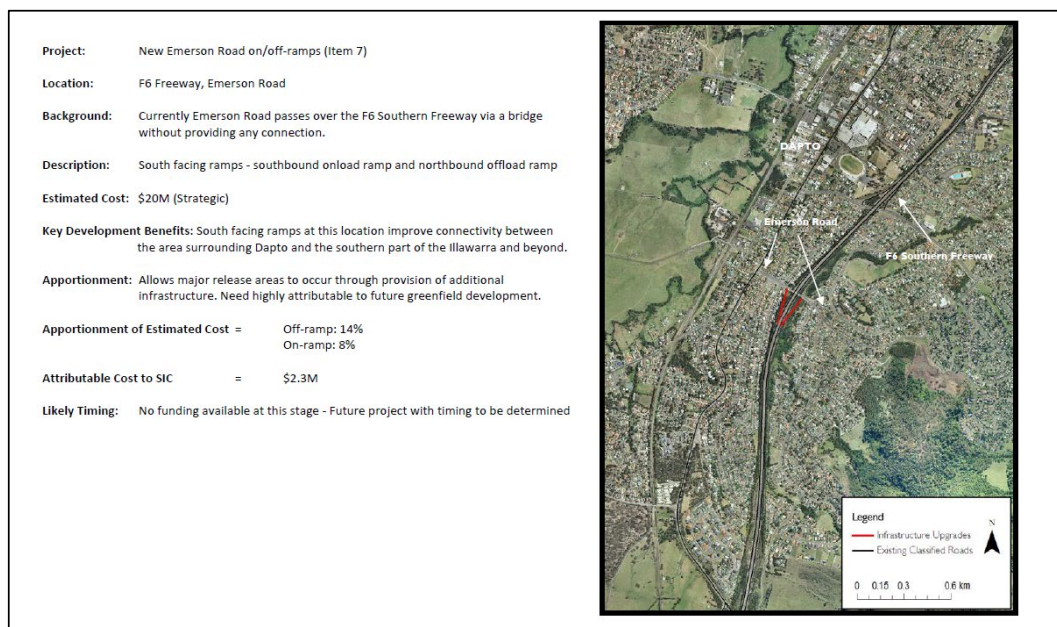 Project: New Emerson Road on/off-ramps (Item 7)
Location: F6 Freeway, Emerson Road
Background: Currently Emerson Road passes over the F6 Southern Freeway via a bridge
without providing any connection.
Description: South facing ramps - southbound onload ramp and northbound offload ramp
Estimated Cost: $20M (Strategic)
Key Development Benefits: South facing ramps at this location improve connectivity between
the area surrounding Dapto and the southern part of the Illawarra and beyond.
Apportionment: Allows major release areas to occur through provision of additional
infrastructure. Need highly attributable to future greenfield development.
Apportionment of Estimated Cost = Off-ramp: 14%
On-ramp: 8%
Attributable Cost to SIC = $2.3M
Likely Timing: No funding available at this stage - Future project with timing to be determined
DAPTO
Emerson Road
F6 Southern Freeway
Legend
Infrastructure Upgrades
Existing Classified Roads
N
0 0.15 0.3 0.6 km